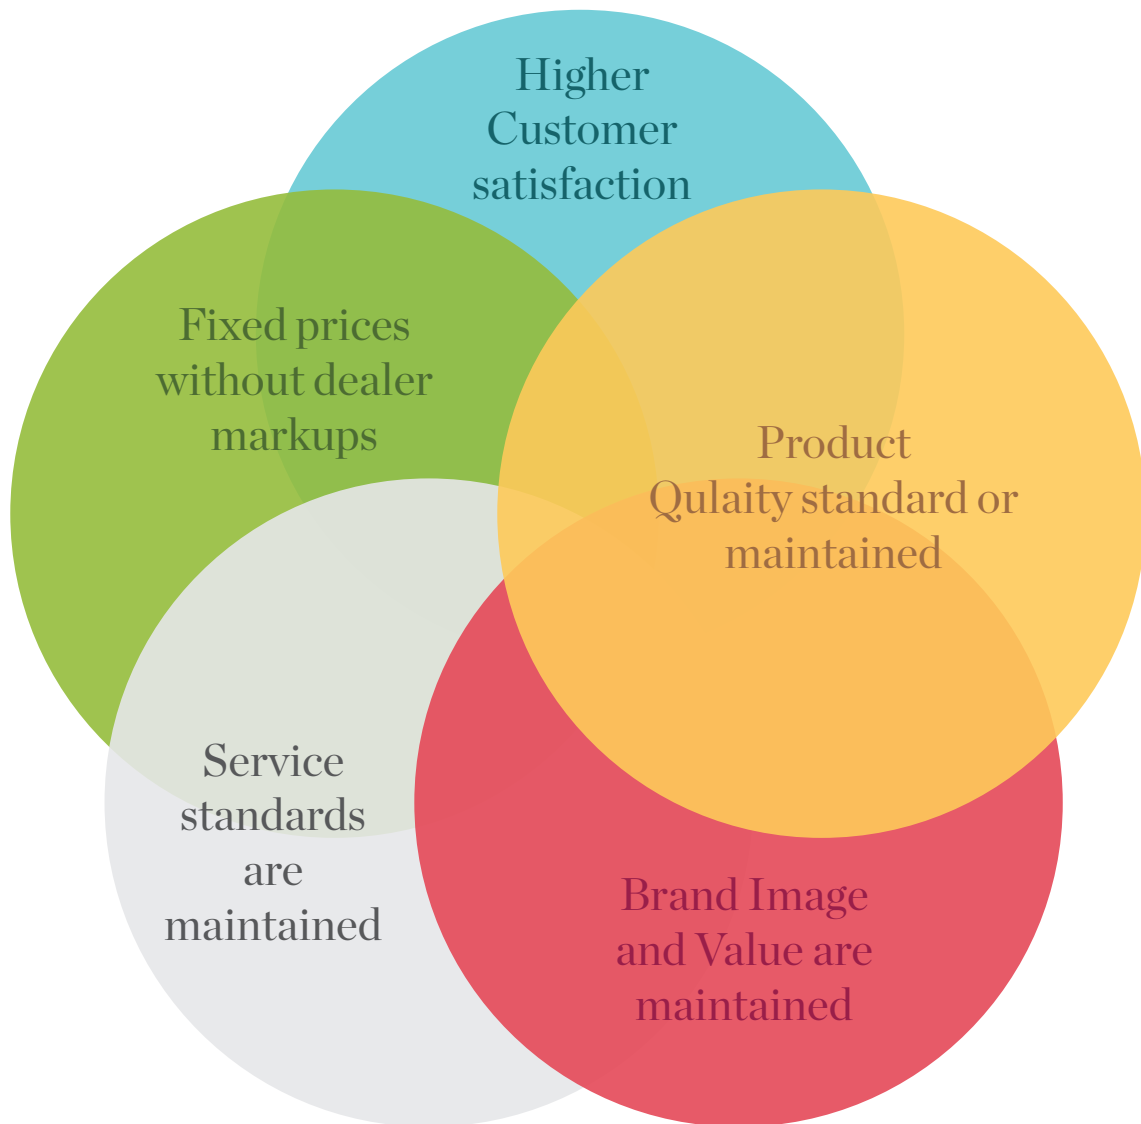 Higher
Customer
satisfaction
Fixed prices
without dealer
markups
Product
Qulaity standard or
maintained
Service
standards
are
maintained
Brand Image
and Value are
maintained